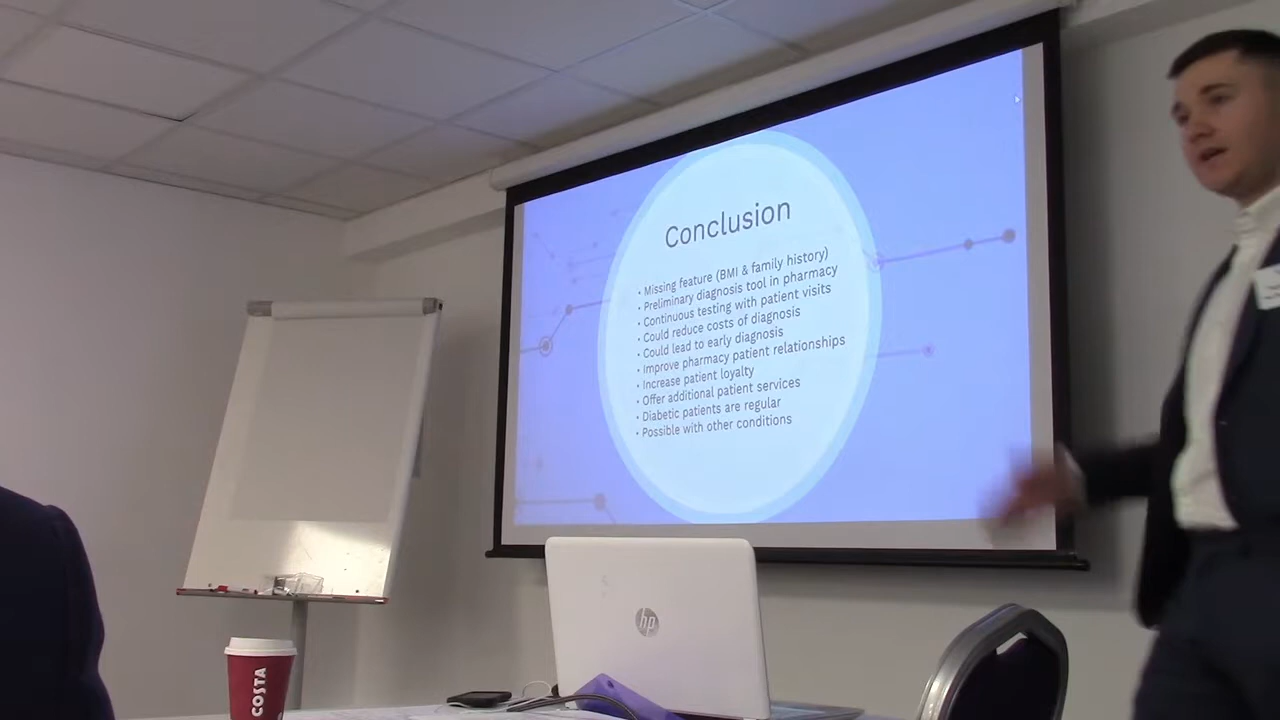 Conclusion
• Missing feature (BMI & family history)
• Preliminary diagnosis tool in pharmacy
• Continuous testing with patient visits
• Could reduce costs of diagnosis
• Could lead to early diagnosis
• Improve pharmacy patient relationships
• Increase patient loyalty
• Offer additional patient services
• Diabetic patients are regular
• Possible with other conditions
hp
COSTA